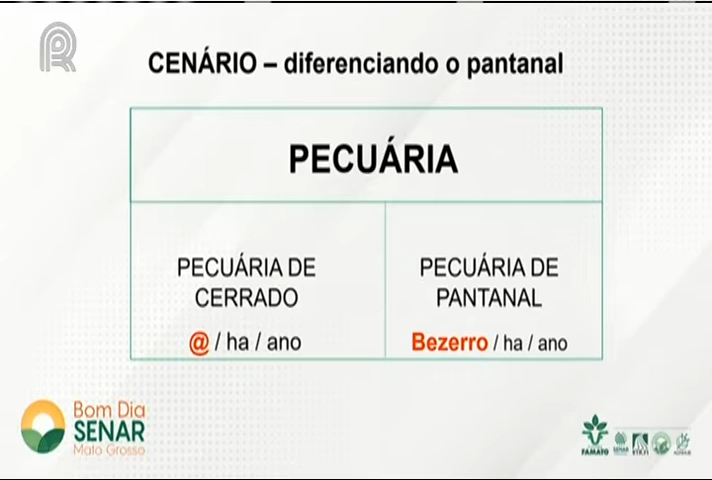 CENÁRIO – diferenciando o pantanal
PECUÁRIA
PECUÁRIA DE
CERRADO
@ / ha / ano
PECUÁRIA DE
PANTANAL
Bezerro / ha / ano
Bom Dia
SENAR
Mato Grosso
FAMATO
SENAR